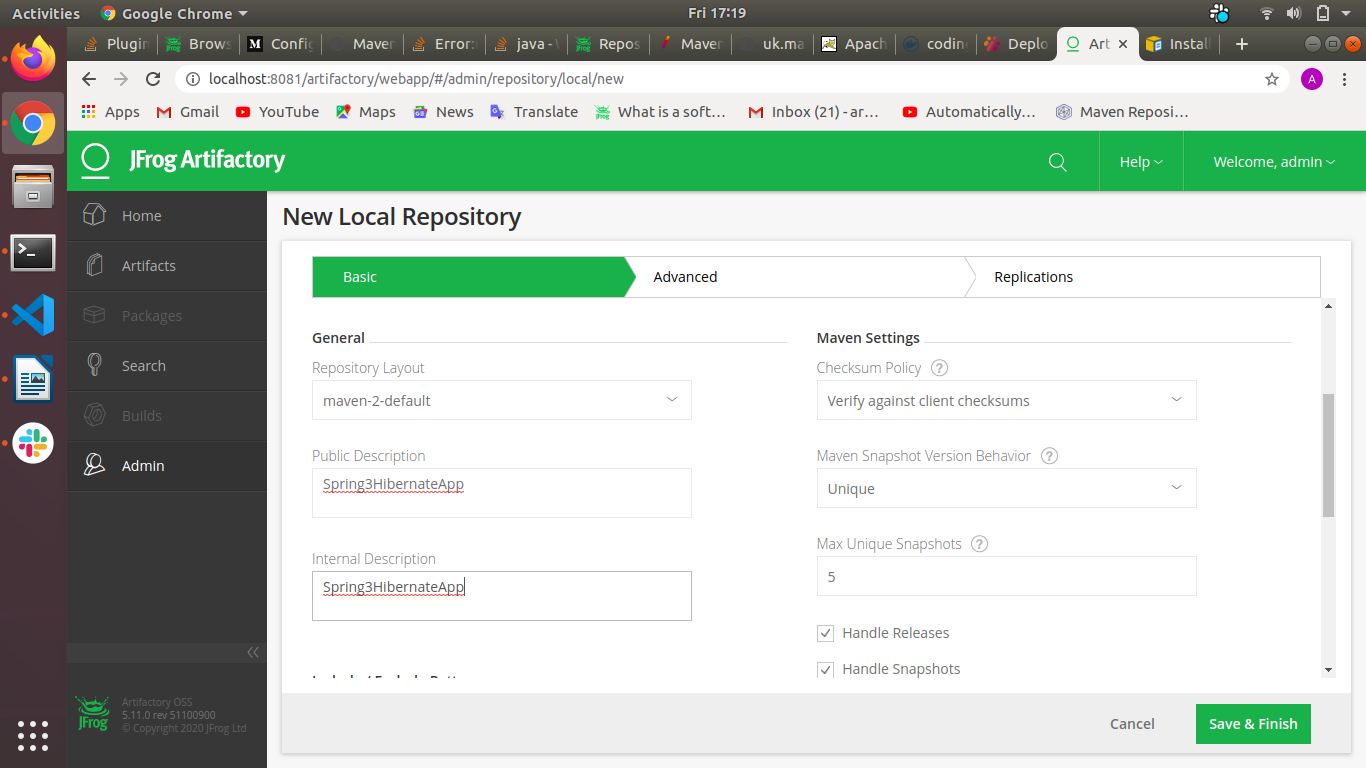 Activities Google Chrome Fri 17:19
Plugin Brows Config Maven Error: java - Repos Maven uk.ma Apach coding Deplo Art Install
localhost:8081/artifactory/webapp/#/admin/repository/local/new A
Apps Gmail YouTube Maps News Translate What is a soft... Inbox (21) - ar... Automatically... Maven Reposi...
JFrog Artifactory Help Welcome, admin
Home
Artifacts
Packages
Search
Builds
Admin
New Local Repository
Basic Advanced Replications
General
Repository Layout
maven-2-default
Public Description
Spring3HibernateApp
Internal Description
Spring3HibernateApp
Maven Settings
Checksum Policy ?
Verify against client checksums
Maven Snapshot Version Behavior ?
Unique
Max Unique Snapshots ?
5
Handle Releases
Handle Snapshots
JFrog
Artifactory OSS
5.11.0 rev 51100900
© Copyright 2020 JFrog Ltd
Cancel Save & Finish